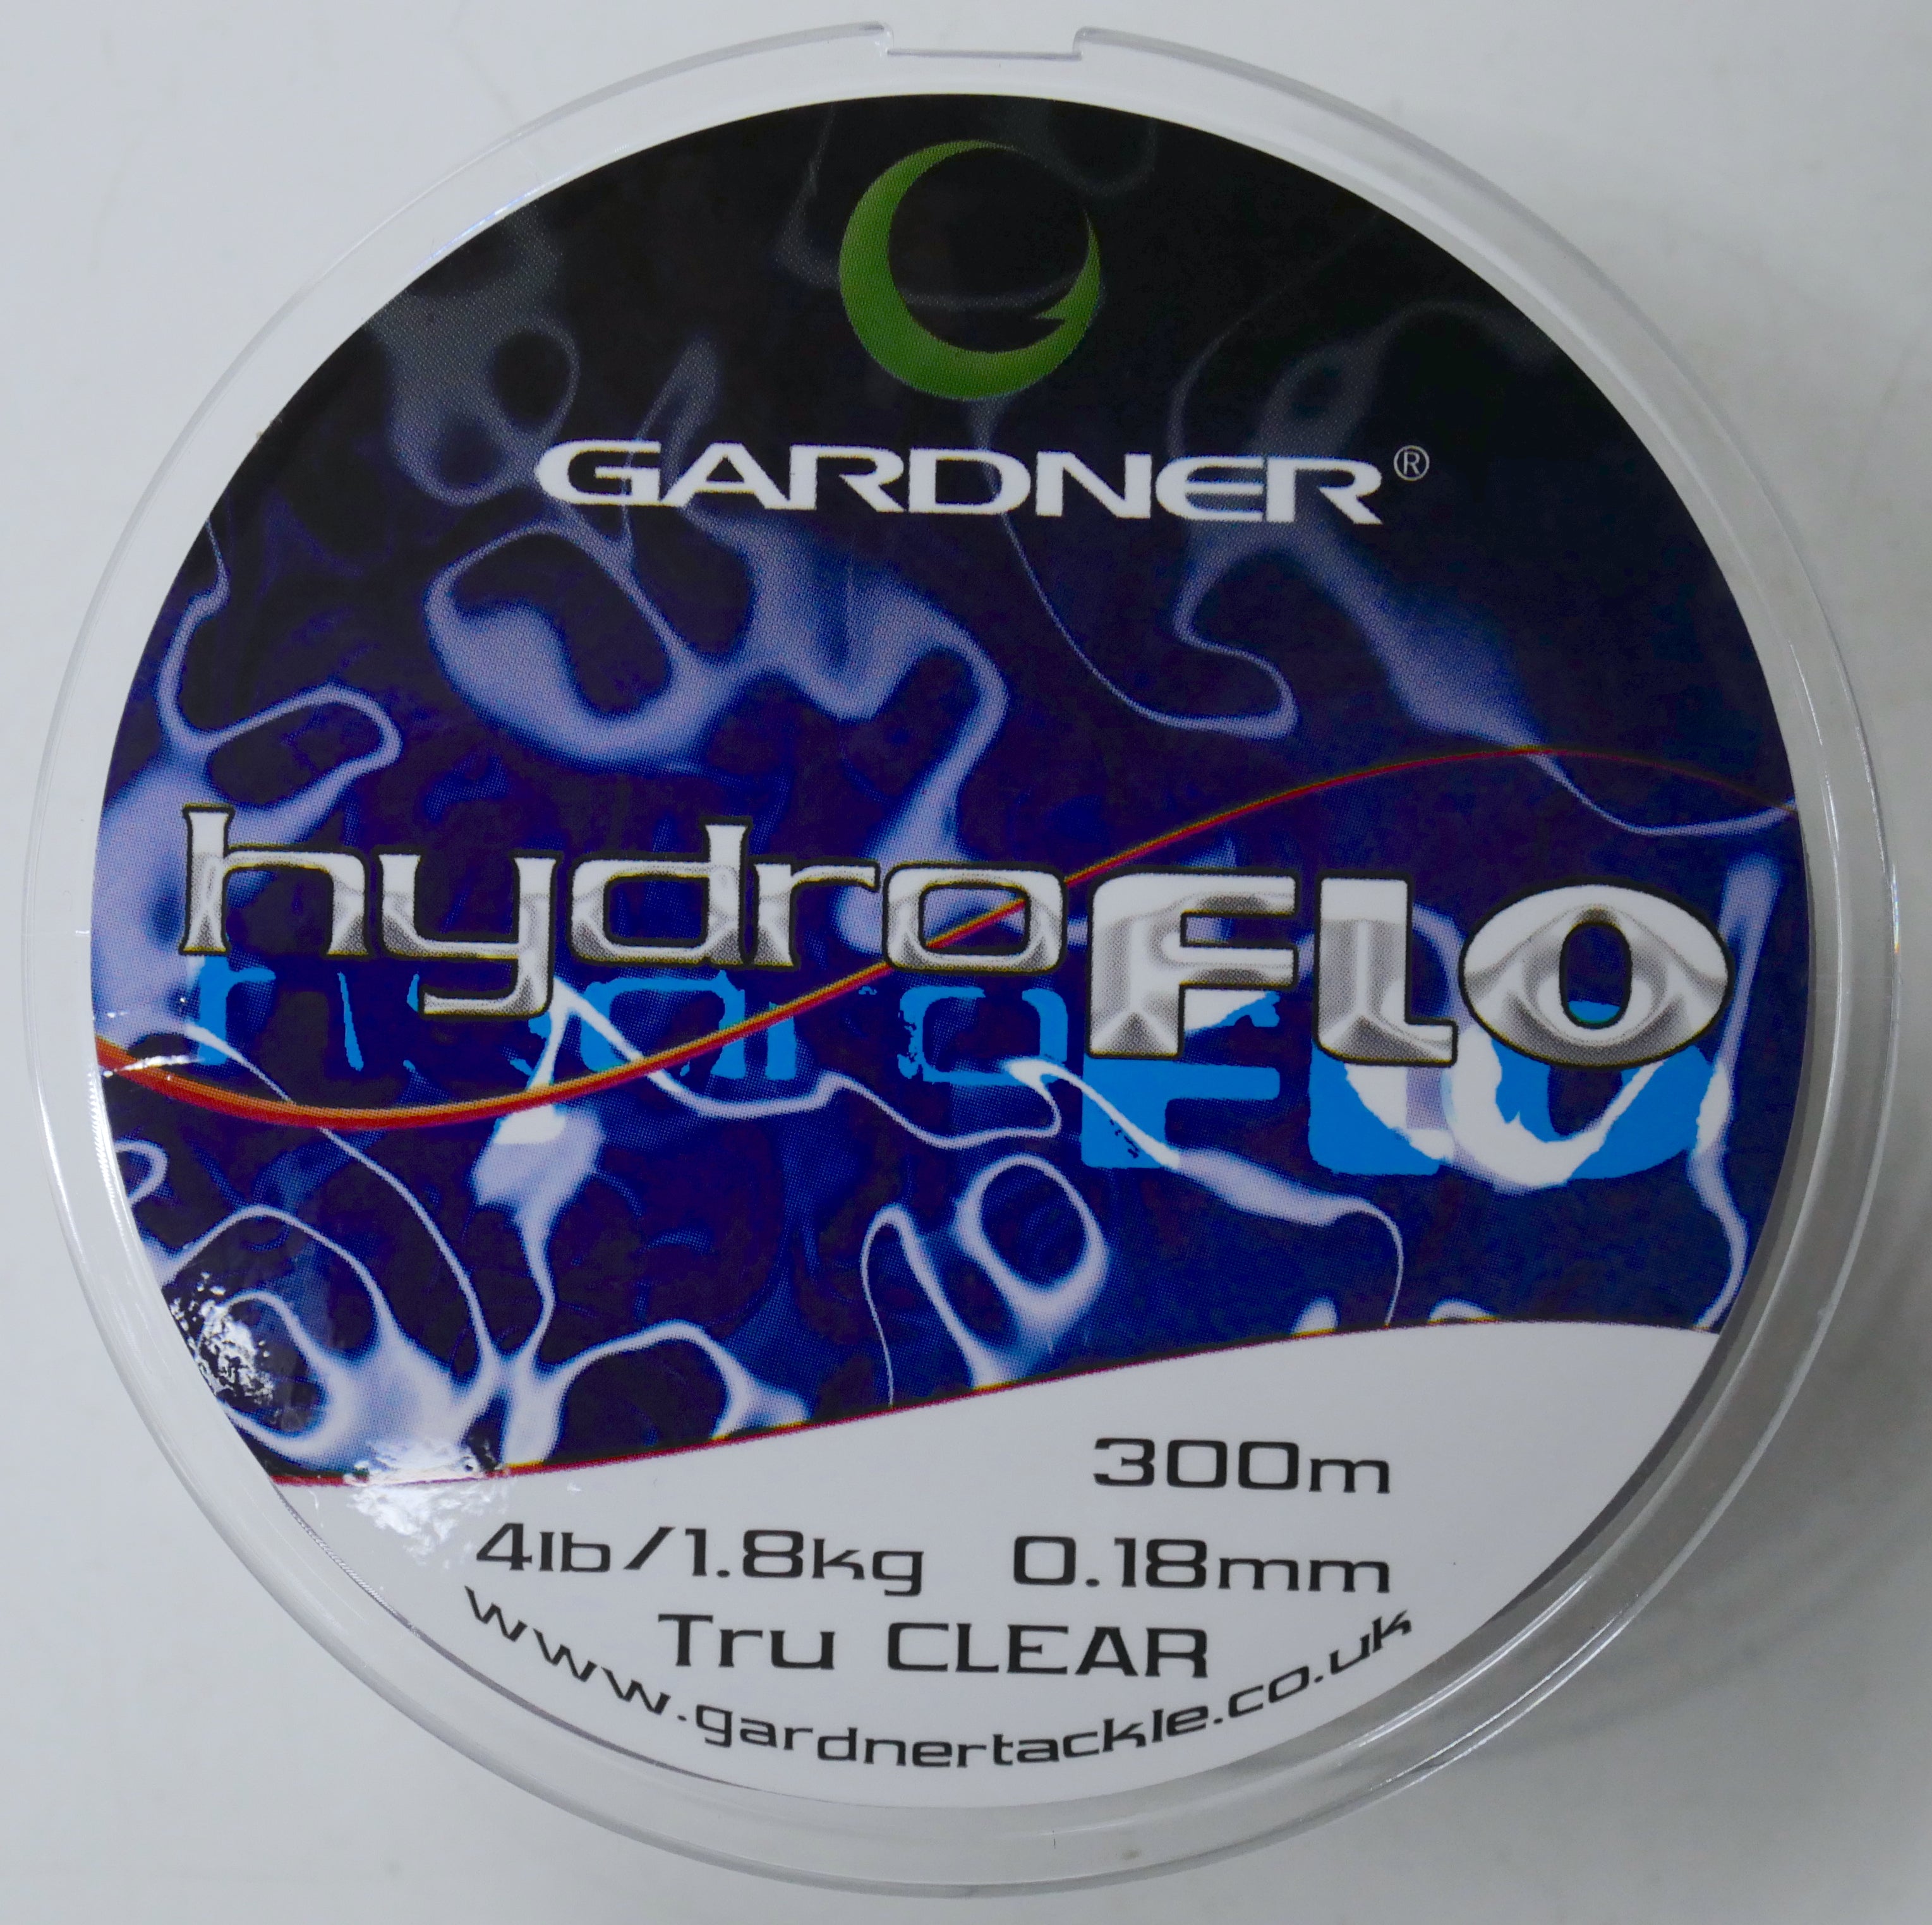 GARDNER®
hydroFLO
300m
4lb/1.8kg 0.18mm
Tru CLEAR
www.gardnertackle.co.uk